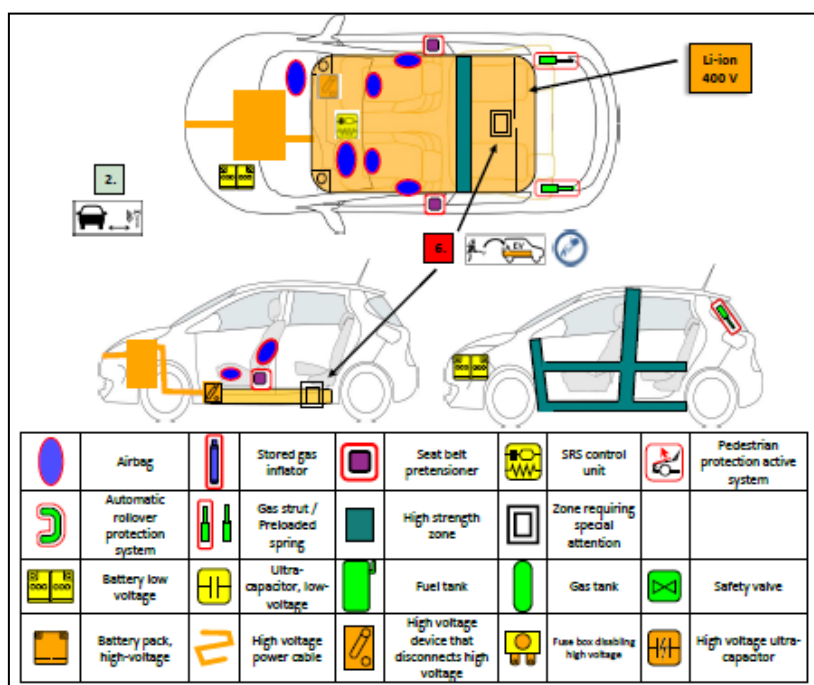 Li-ion
400 V
2.
6.
EV
Airbag
Stored gas
inflator
Seat belt
pretensioner
SRS control
unit
Pedestrian
protection active
system
Automatic
rollover
protection
system
Gas strut /
Preloaded
spring
High strength
zone
Zone requiring
special
attention
Battery low
voltage
Ultra-
capacitor, low-
voltage
Fuel tank
Gas tank
Safety valve
Battery pack,
high-voltage
High voltage
power cable
High voltage
device that
disconnects high
voltage
Fuse box disabling
high voltage
High voltage ultra-
capacitor